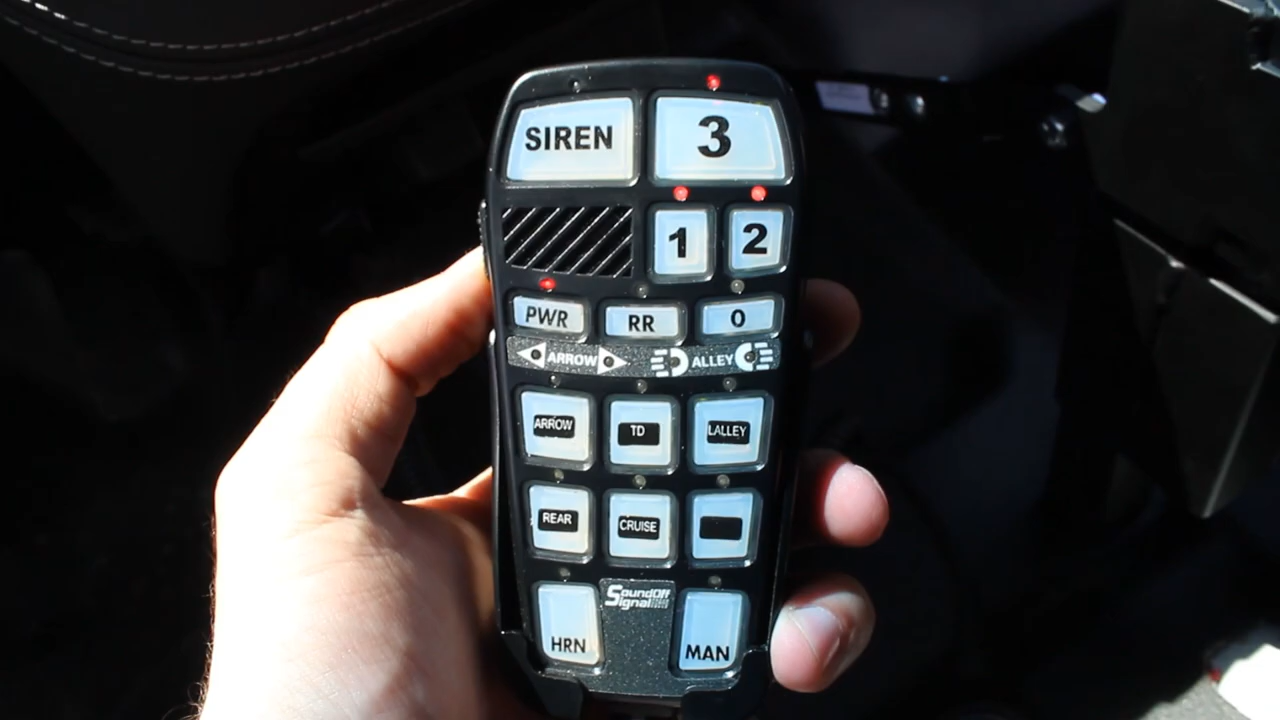 SIREN 3
1 2
PWR RR 0
ARROW ALLEY
ARROW TD LALLEY
REAR CRUISE
SoundOff
Signal
HRN MAN